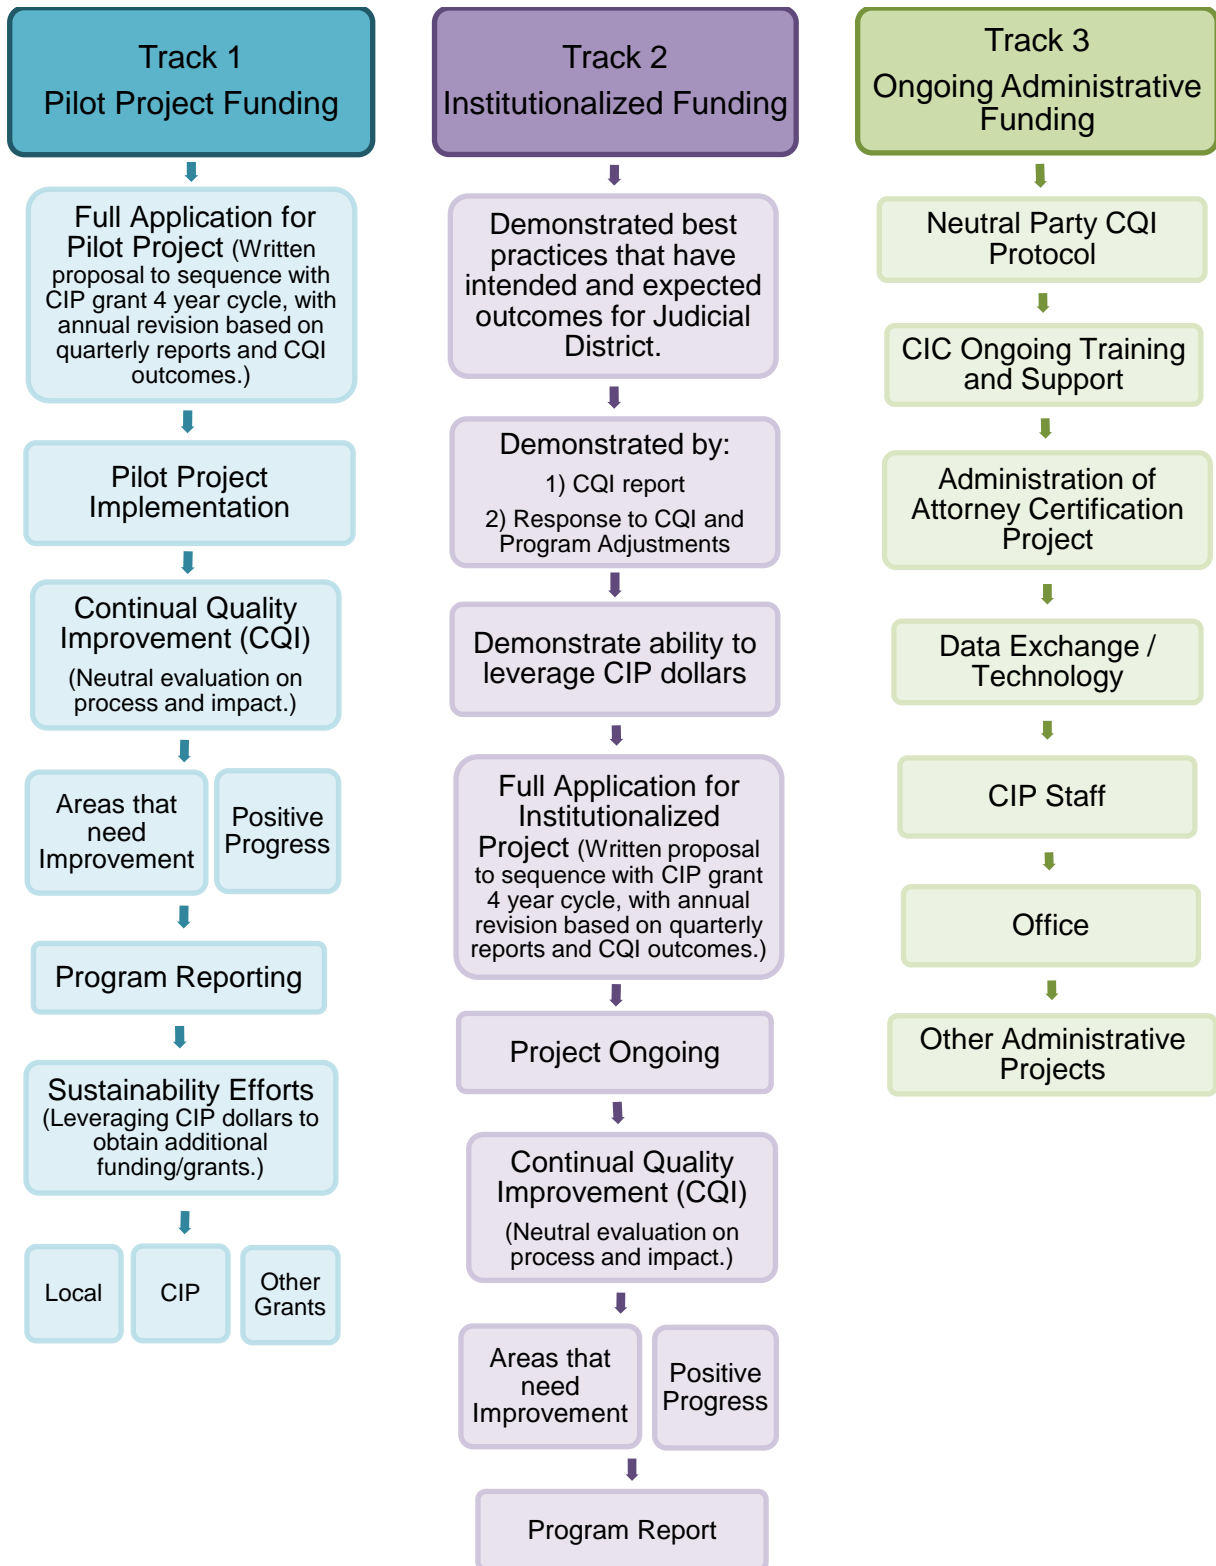 Track 1
Pilot Project Funding
Full Application for
Pilot Project (Written
proposal to sequence with
CIP grant 4 year cycle, with
annual revision based on
quarterly reports and CQI
outcomes.)
Pilot Project
Implementation
Continual Quality
Improvement (CQI)
(Neutral evaluation on
process and impact.)
Areas that
need
Improvement
Positive
Progress
Program Reporting
Sustainability Efforts
(Leveraging CIP dollars to
obtain additional
funding/grants.)
Local
CIP
Other
Grants
Track 2
Institutionalized Funding
Demonstrated best
practices that have
intended and expected
outcomes for Judicial
District.
Demonstrated by:
1) CQI report
2) Response to CQI and
Program Adjustments
Demonstrate ability to
leverage CIP dollars
Full Application for
Institutionalized
Project (Written proposal
to sequence with CIP grant
4 year cycle, with annual
revision based on quarterly
reports and CQI outcomes.)
Project Ongoing
Continual Quality
Improvement (CQI)
(Neutral evaluation on
process and impact.)
Areas that
need
Improvement
Positive
Progress
Program Report
Track 3
Ongoing Administrative
Funding
Neutral Party CQI
Protocol
CIC Ongoing Training
and Support
Administration of
Attorney Certification
Project
Data Exchange /
Technology
CIP Staff
Office
Other Administrative
Projects